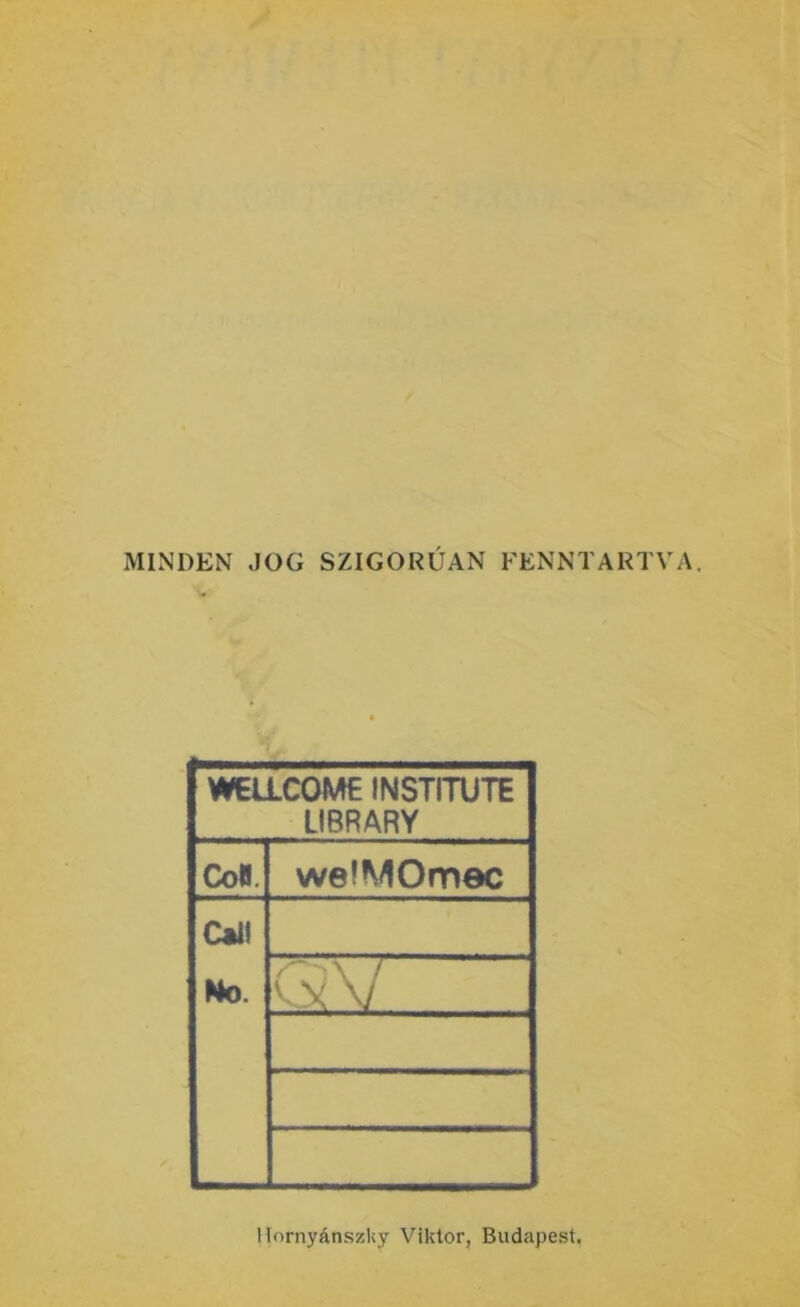 MINDEN JOG SZIGORÚAN FENNTARTVA.
WELLCOME INSTITUTE
LIBRARY
Coll. welMOmec
Call
No. QV
Hornyánszky Viktor, Budapest.